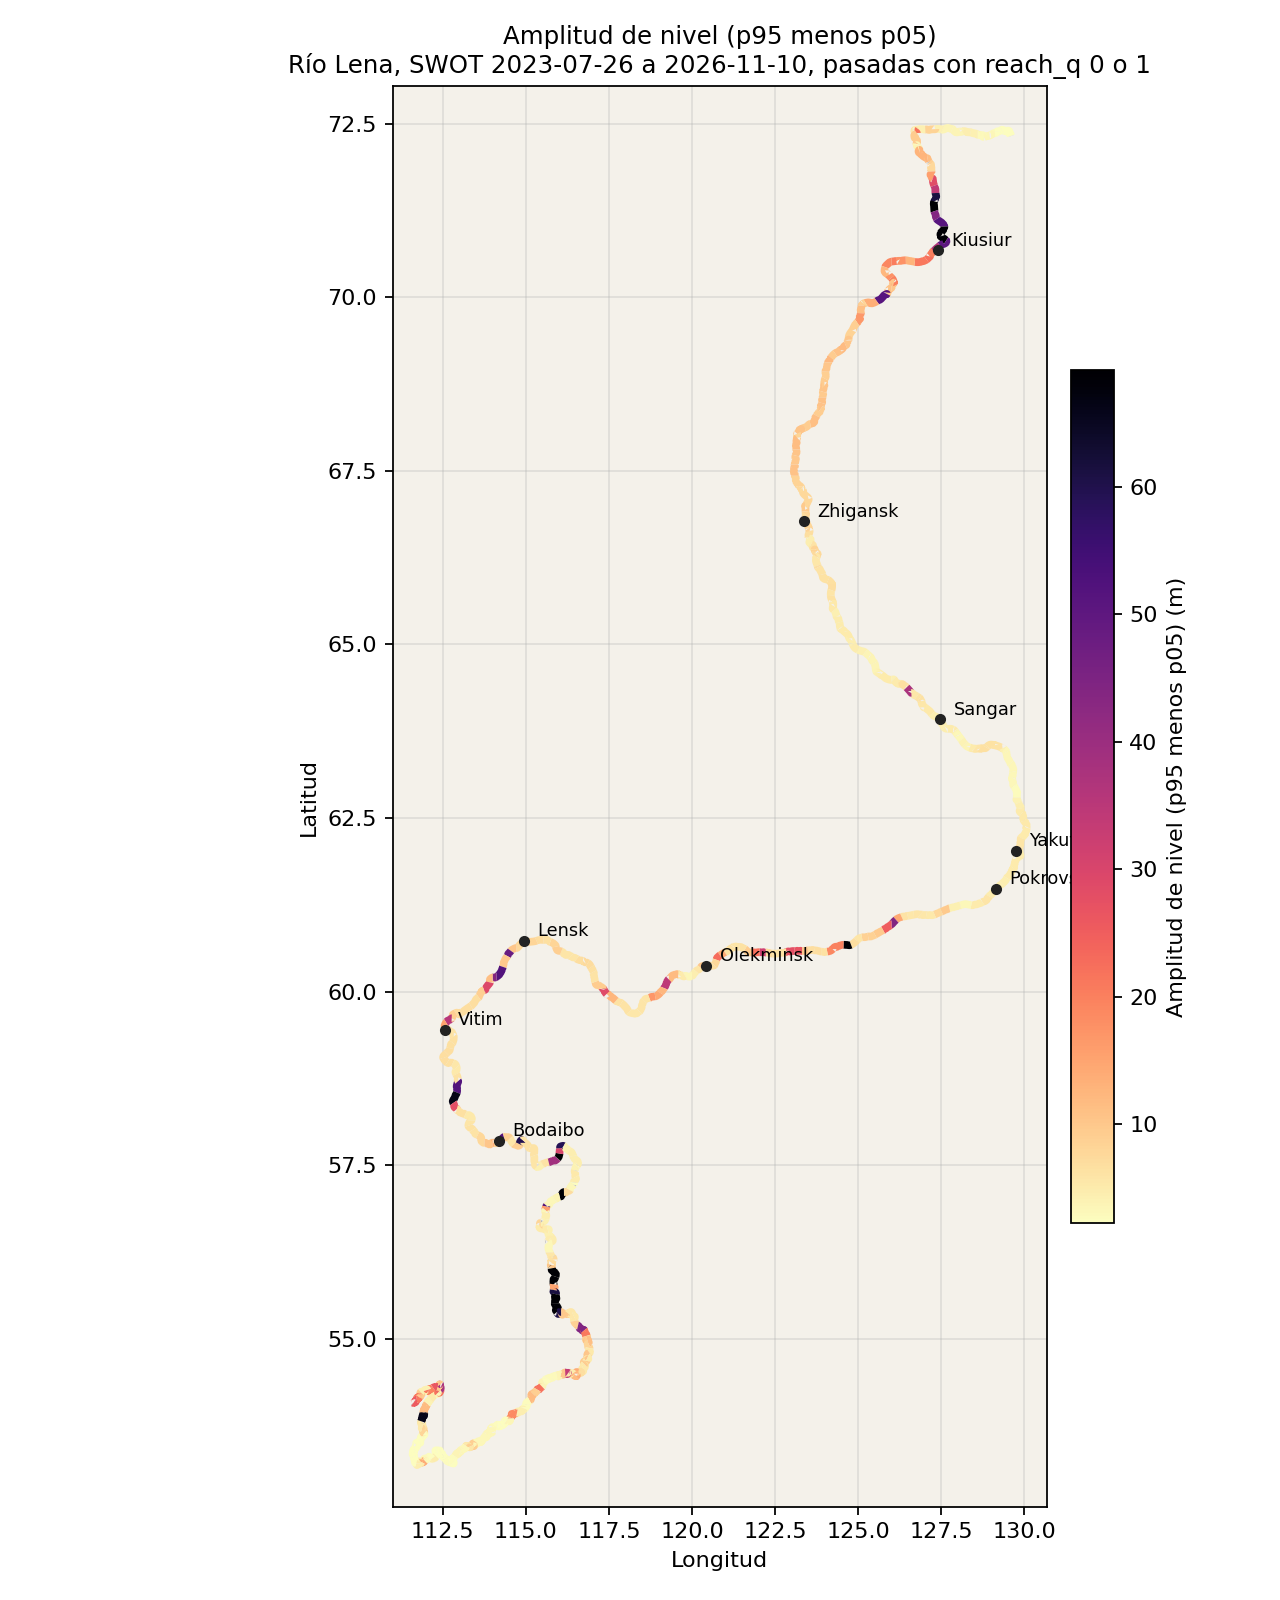 Amplitud de nivel (p95 menos p05)
Río Lena, SWOT 2023-07-26 a 2026-11-10, pasadas con reach_q 0 o 1
72.5
70.0
67.5
65.0
62.5
60.0
57.5
55.0
Latitud
Kiusiur
Zhigansk
Sangar
Yaku
Pokrovs
Lensk
Olekminsk
Vitim
Bodaibo
112.5 115.0 117.5 120.0 122.5 125.0 127.5 130.0
Longitud
60
50
40
30
20
10
Amplitud de nivel (p95 menos p05) (m)